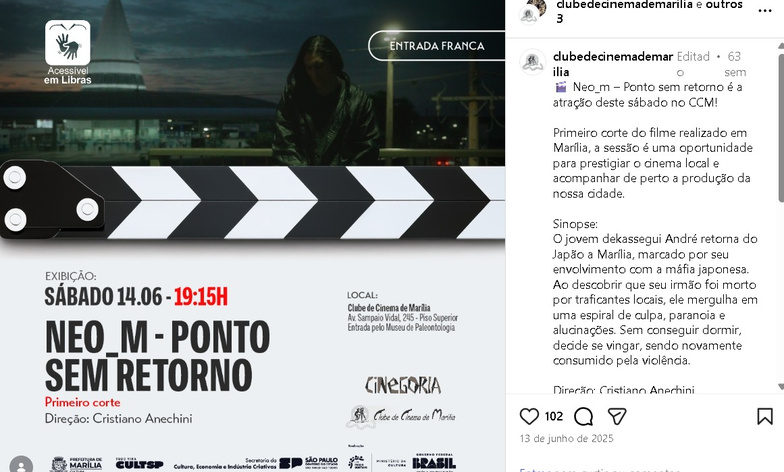 Acessível
em Libras
ENTRADA FRANCA
EXIBIÇÃO:
SÁBADO 14.06 - 19:15H
NEO_M - PONTO
SEM RETORNO
Primeiro corte
Direção: Cristiano Anechini
LOCAL:
Clube de Cinema de Marília
Av. Sampaio Vidal, 245 - Piso Superior
Entrada pelo Museu de Paleontologia
CINEGORIA
Clube de Cinema de Marília
PREFEITURA DE
MARÍLIA
CULTSP
Secretaria da
Cultura, Economia e Indústria Criativas
SÃO PAULO
MINISTÉRIO DA
CULTURA
GOVERNO FEDERAL
BRASIL
clubedecinemademarilia e outros
3
clubedecinemademar Editad • 63
ilia o sem
🎬 Neo_m – Ponto sem retorno é a
atração deste sábado no CCM!
Primeiro corte do filme realizado em
Marília, a sessão é uma oportunidade
para prestigiar o cinema local e
acompanhar de perto a produção da
nossa cidade.
Sinopse:
O jovem dekassegui André retorna do
Japão a Marília, marcado por seu
envolvimento com a máfia japonesa.
Ao descobrir que seu irmão foi morto
por traficantes locais, ele mergulha em
uma espiral de culpa, paranoia e
alucinações. Sem conseguir dormir,
decide se vingar, sendo novamente
consumido pela violência.
Direção: Cristiano Anechini
102
13 de junho de 2025